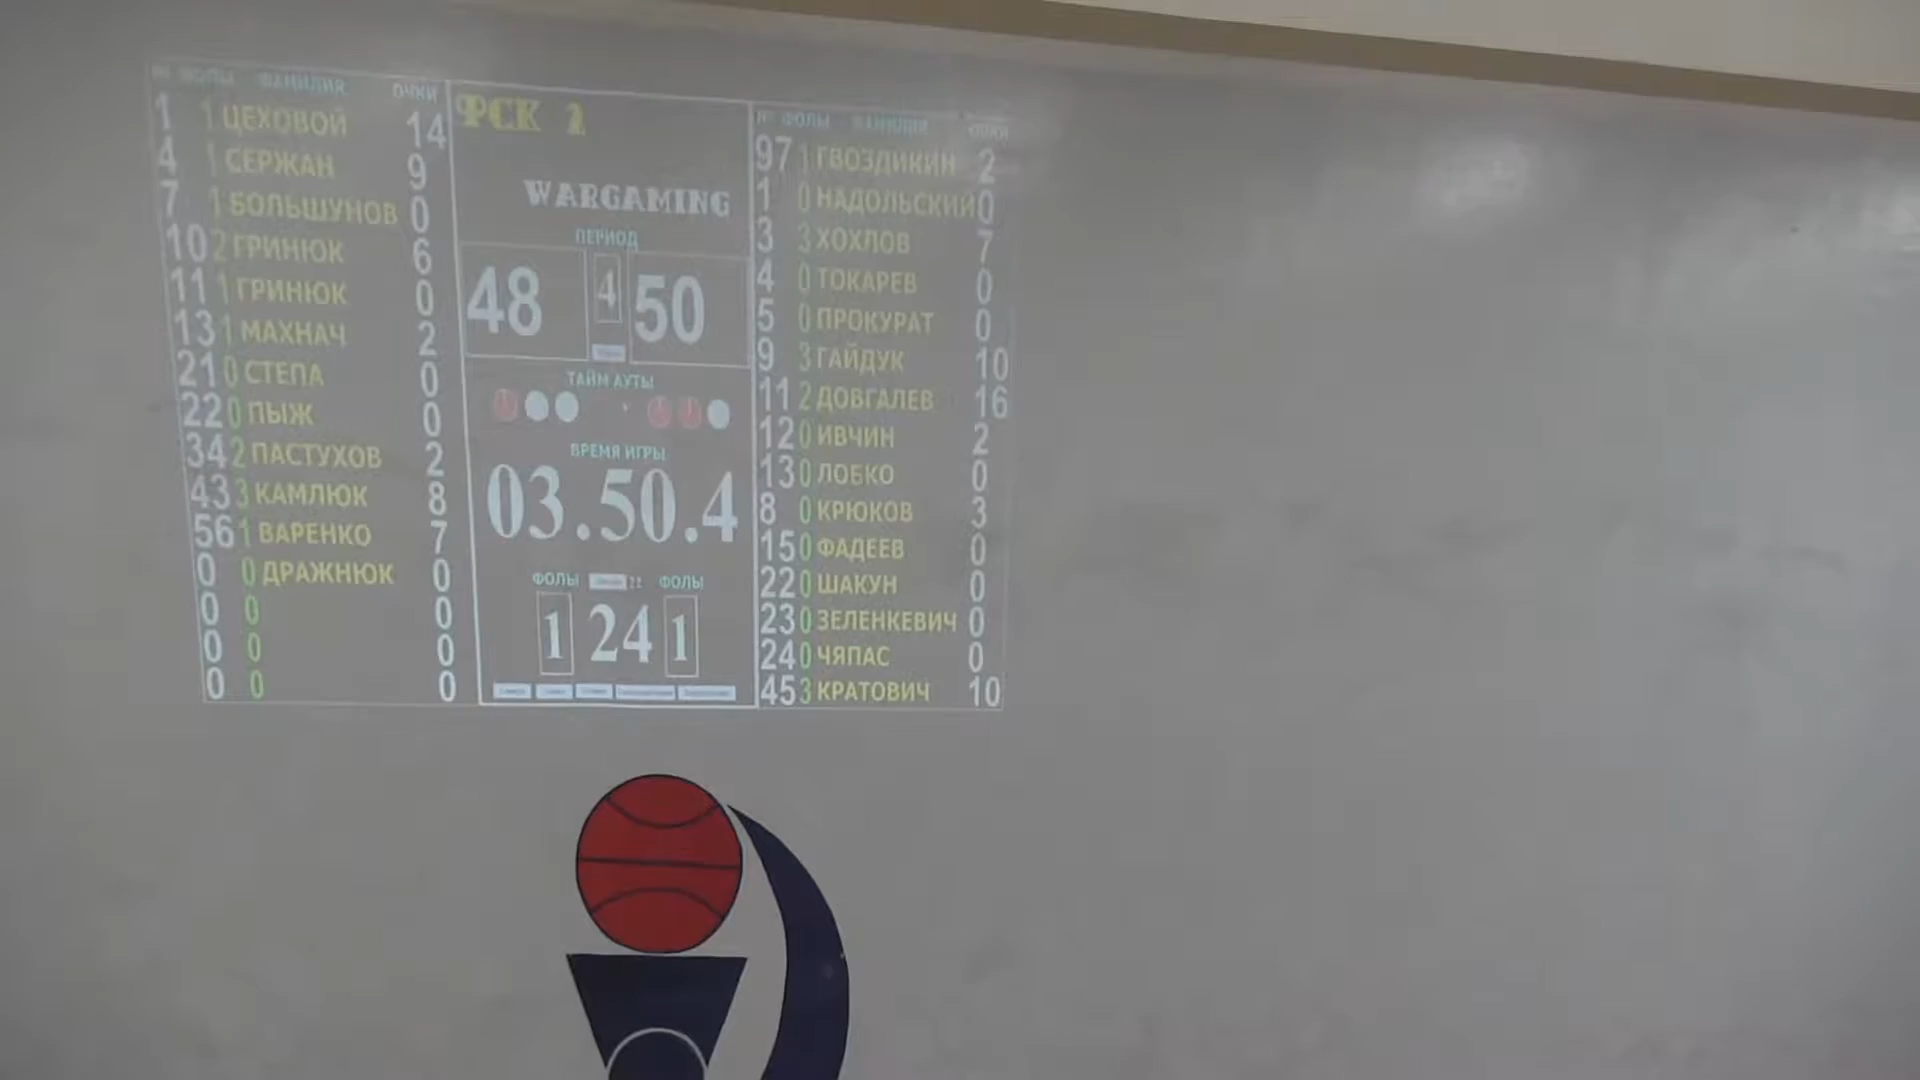 № ФОЛЫ ФАМИЛИЯ ОЧКИ
1 1 ЦЕХОВОЙ 14
4 1 СЕРЖАН 9
7 1 БОЛЬШУНОВ 0
10 2 ГРИНЮК 6
11 1 ГРИНЮК 0
13 1 МАХНАЧ 2
21 0 СТЕПА 0
22 0 ПЫЖ 0
34 2 ПАСТУХОВ 2
43 3 КАМЛЮК 8
56 1 ВАРЕНКО 7
0 0 ДРАЖНЮК 0
0 0 0
0 0 0
0 0 0
ФСК 2
WARGAMING
ПЕРИОД
48 4 50
ТАЙМ АУТЫ
ВРЕМЯ ИГРЫ
03.50.4
ФОЛЫ ФОЛЫ
1 24 1
№ ФОЛЫ ФАМИЛИЯ ОЧКИ
97 1 ГВОЗДИКИН 2
1 0 НАДОЛЬСКИЙ 0
3 3 ХОХЛОВ 7
4 0 ТОКАРЕВ 0
5 0 ПРОКУРАТ 0
9 3 ГАЙДУК 10
11 2 ДОВГАЛЕВ 16
12 0 ИВЧИН 2
13 0 ЛОБКО 0
8 0 КРЮКОВ 3
15 0 ФАДЕЕВ 0
22 0 ШАКУН 0
23 0 ЗЕЛЕНКЕВИЧ 0
24 0 ЧЯПАС 0
45 3 КРАТОВИЧ 10